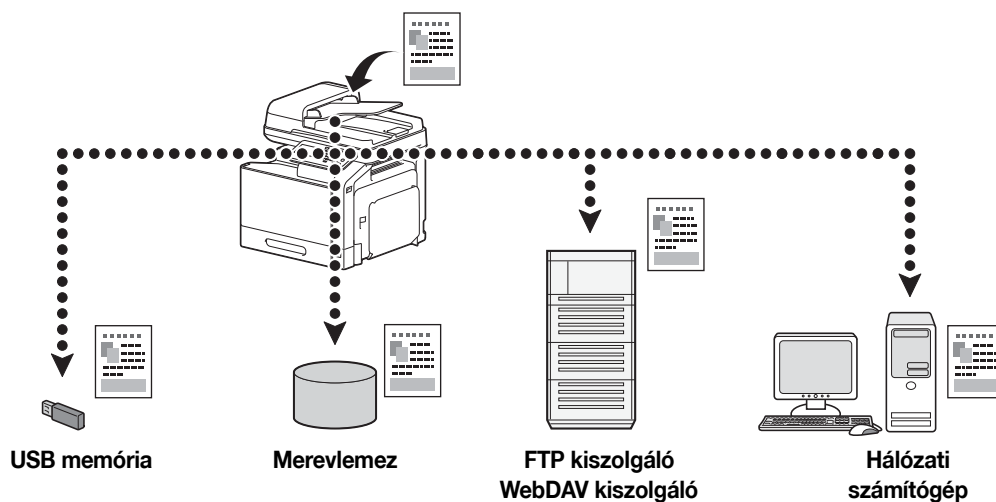 USB memória
Merevlemez
FTP kiszolgáló
WebDAV kiszolgáló
Hálózati
számítógép